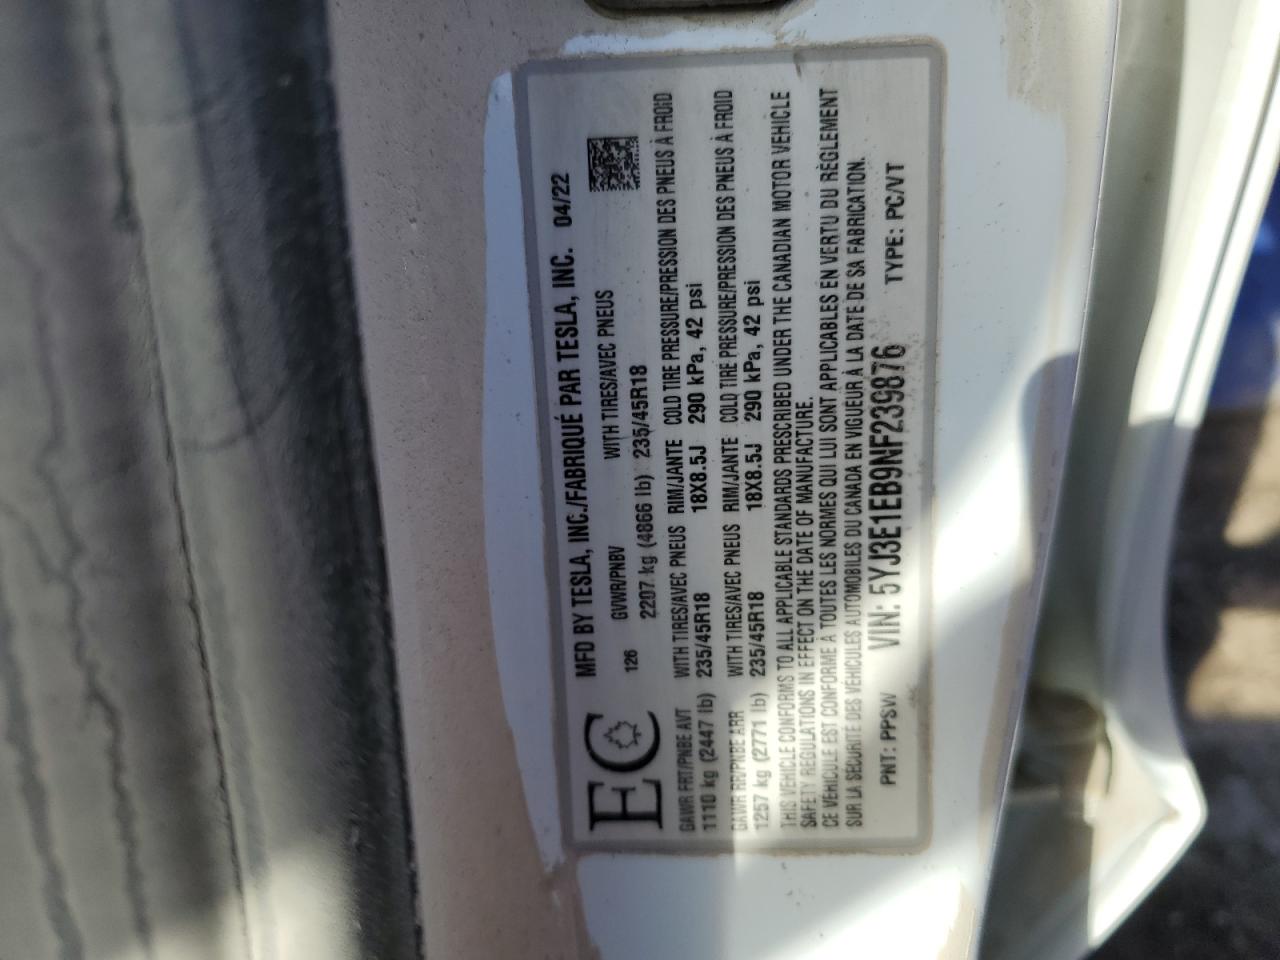 MFD BY TESLA, INC./FABRIQUÉ PAR TESLA, INC. 04/22
EC
126 GVWR/PNBV WITH TIRES/AVEC PNEUS
2207 kg (4866 lb) 235/45R18
GAWR FRT/PNBE AVT WITH TIRES/AVEC PNEUS RIM/JANTE COLD TIRE PRESSURE/PRESSION DES PNEUS À FROID
1110 kg (2447 lb) 235/45R18 18X8.5J 290 kPa, 42 psi
GAWR RR/PNBE ARR WITH TIRES/AVEC PNEUS RIM/JANTE COLD TIRE PRESSURE/PRESSION DES PNEUS À FROID
1257 kg (2771 lb) 235/45R18 18X8.5J 290 kPa, 42 psi
THIS VEHICLE CONFORMS TO ALL APPLICABLE STANDARDS PRESCRIBED UNDER THE CANADIAN MOTOR VEHICLE
SAFETY REGULATIONS IN EFFECT ON THE DATE OF MANUFACTURE.
CE VÉHICULE EST CONFORME À TOUTES LES NORMES QUI LUI SONT APPLICABLES EN VERTU DU RÈGLEMENT
SUR LA SÉCURITÉ DES VÉHICULES AUTOMOBILES DU CANADA EN VIGUEUR À LA DATE DE SA FABRICATION.
PNT: PPSW VIN: 5YJ3E1EB9NF239876 TYPE: PC/VT